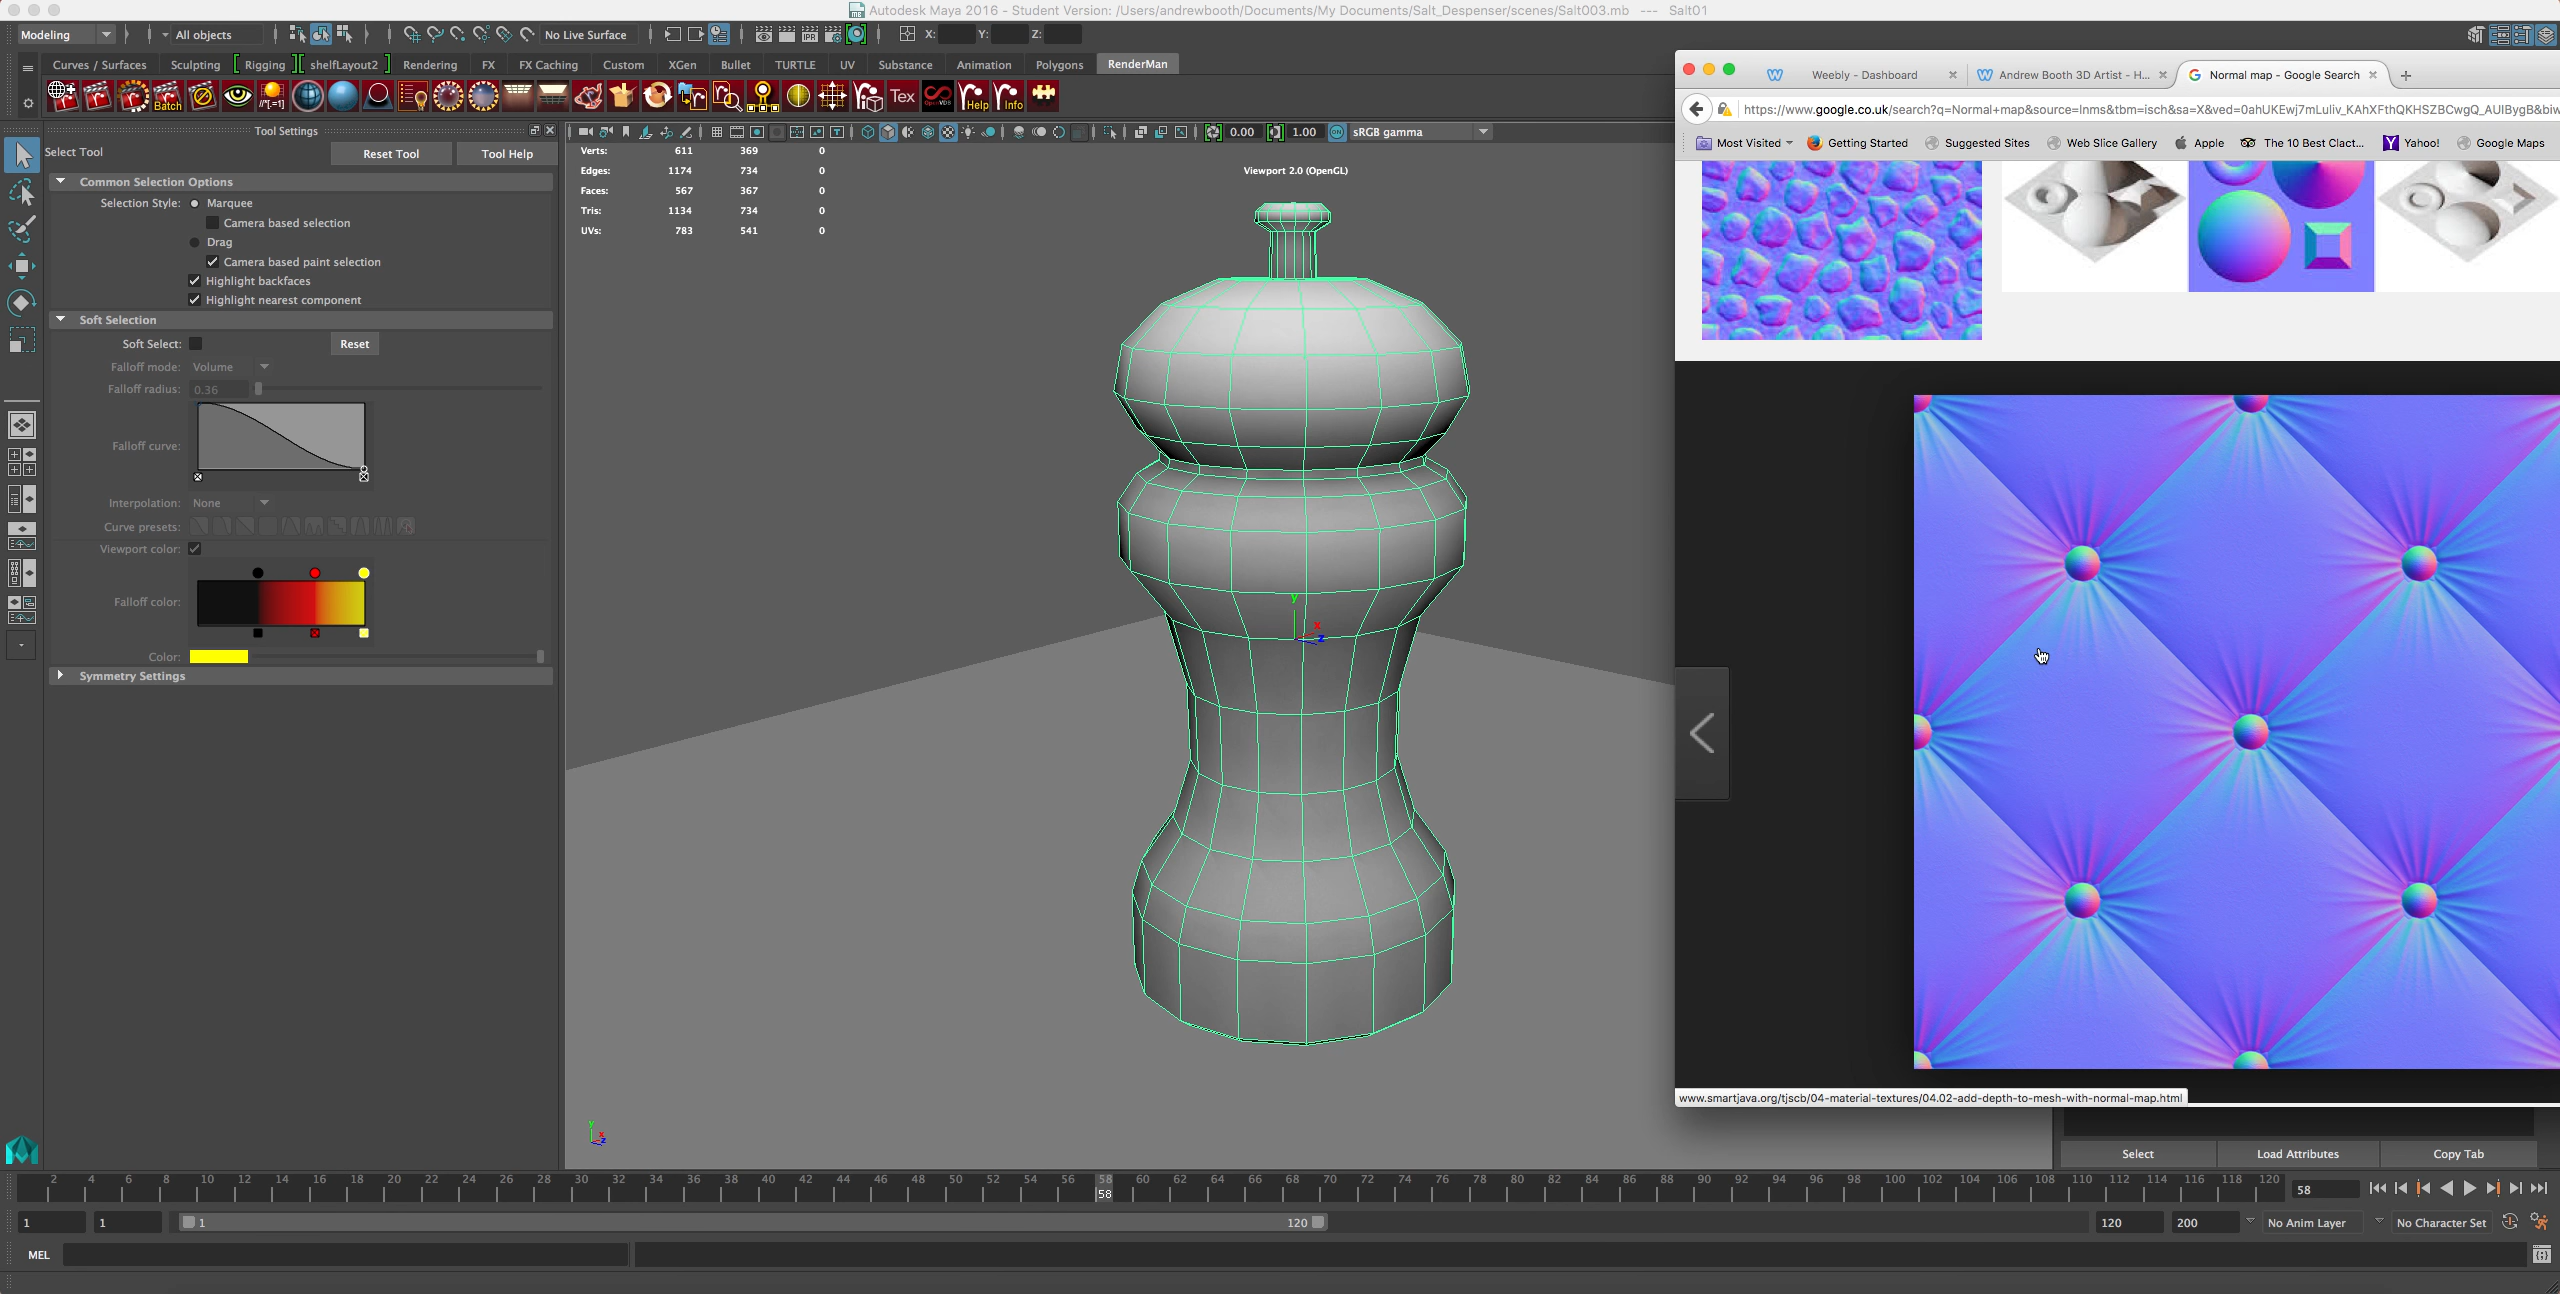 Autodesk Maya 2016 - Student Version: /Users/andrewbooth/Documents/My Documents/Salt_Despenser/scenes/Salt003.mb --- Salt01
Modeling
All objects
No Live Surface
X:
Y:
Z:
Curves / Surfaces
Sculpting
Rigging
shelfLayout2
Rendering
FX
FX Caching
Custom
XGen
Bullet
TURTLE
UV
Substance
Animation
Polygons
RenderMan
Batch
Tex
Help
Info
Tool Settings
Select Tool
Reset Tool
Tool Help
Common Selection Options
Selection Style:
Marquee
Camera based selection
Drag
Camera based paint selection
Highlight backfaces
Highlight nearest component
Soft Selection
Soft Select:
Reset
Falloff mode:
Volume
Falloff radius:
0.36
Falloff curve:
Interpolation:
None
Curve presets:
Viewport color:
Falloff color:
Color:
Symmetry Settings
0.00
1.00
sRGB gamma
Verts: 611 369 0
Edges: 1174 734 0
Faces: 567 367 0
Tris: 1134 734 0
UVs: 783 541 0
Viewport 2.0 (OpenGL)
y
x
z
y
x
z
Weebly - Dashboard
Andrew Booth 3D Artist - H...
Normal map - Google Search
https://www.google.co.uk/search?q=Normal+map&source=lnms&tbm=isch&sa=X&ved=0ahUKEwj7mLuliv_KAhXFthQKHSZBCwgQ_AUIBygB&biw
Most Visited
Getting Started
Suggested Sites
Web Slice Gallery
Apple
The 10 Best Clact...
Yahoo!
Google Maps
www.smartjava.org/tjscb/04-material-textures/04.02-add-depth-to-mesh-with-normal-map.html
Select
Load Attributes
Copy Tab
2 4 6 8 10 12 14 16 18 20 22 24 26 28 30 32 34 36 38 40 42 44 46 48 50 52 54 56 58 60 62 64 66 68 70 72 74 76 78 80 82 84 86 88 90 92 94 96 98 100 102 104 106 108 110 112 114 116 118 120
58
58
1
1
1
120
120
200
No Anim Layer
No Character Set
MEL